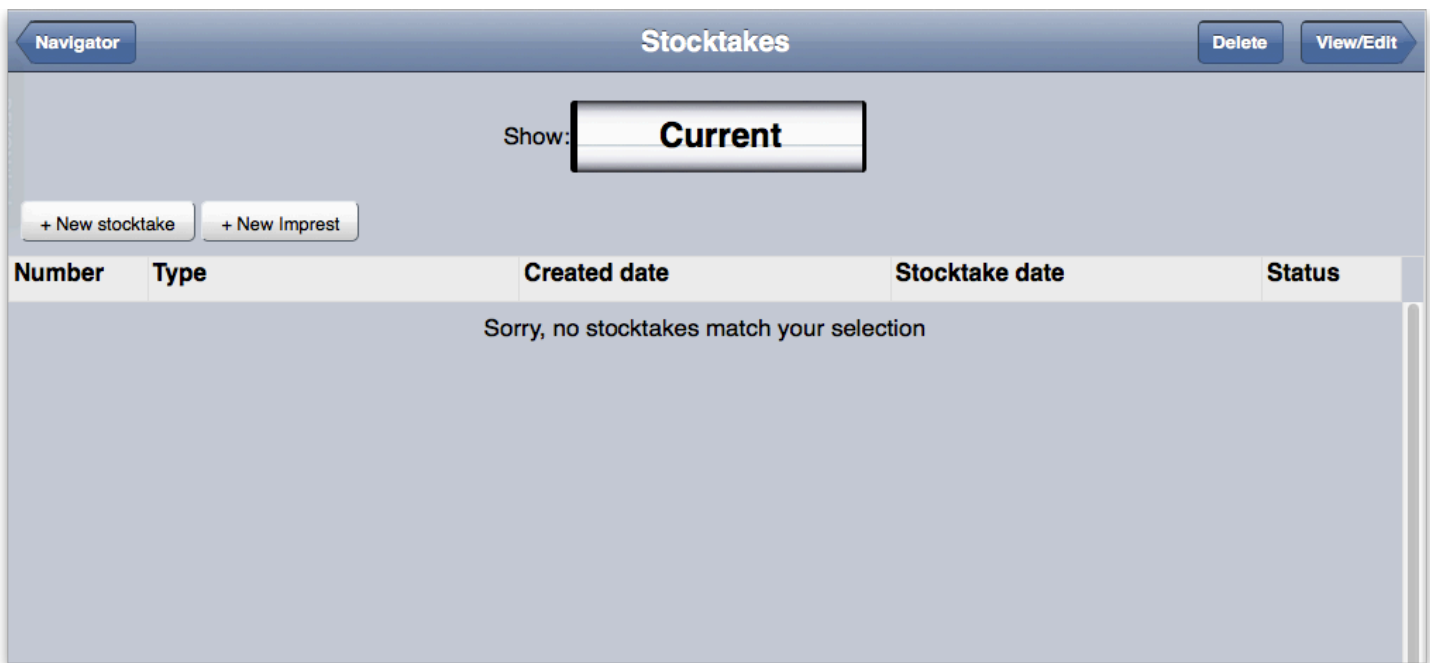 Navigator Stocktakes Delete View/Edit
Show: Current
+ New stocktake + New Imprest
Number Type Created date Stocktake date Status
Sorry, no stocktakes match your selection